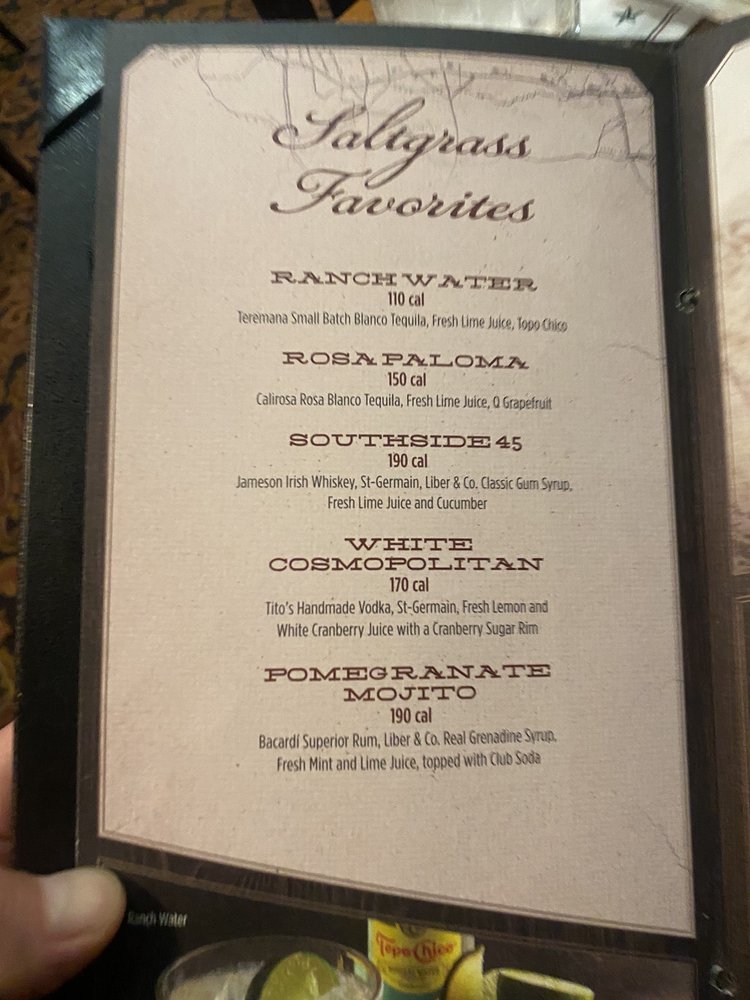 Saltgrass
Favorites
RANCH WATER
110 cal
Teremana Small Batch Blanco Tequila, Fresh Lime Juice, Topo Chico
ROSA PALOMA
150 cal
Calirosa Rosa Blanco Tequila, Fresh Lime Juice, Q Grapefruit
SOUTHSIDE 45
190 cal
Jameson Irish Whiskey, St-Germain, Liber & Co. Classic Gum Syrup,
Fresh Lime Juice and Cucumber
WHITE
COSMOPOLITAN
170 cal
Tito's Handmade Vodka, St-Germain, Fresh Lemon and
White Cranberry Juice with a Cranberry Sugar Rim
POMEGRANATE
MOJITO
190 cal
Bacardí Superior Rum, Liber & Co. Real Grenadine Syrup,
Fresh Mint and Lime Juice, topped with Club Soda
Ranch Water
Topo Chico